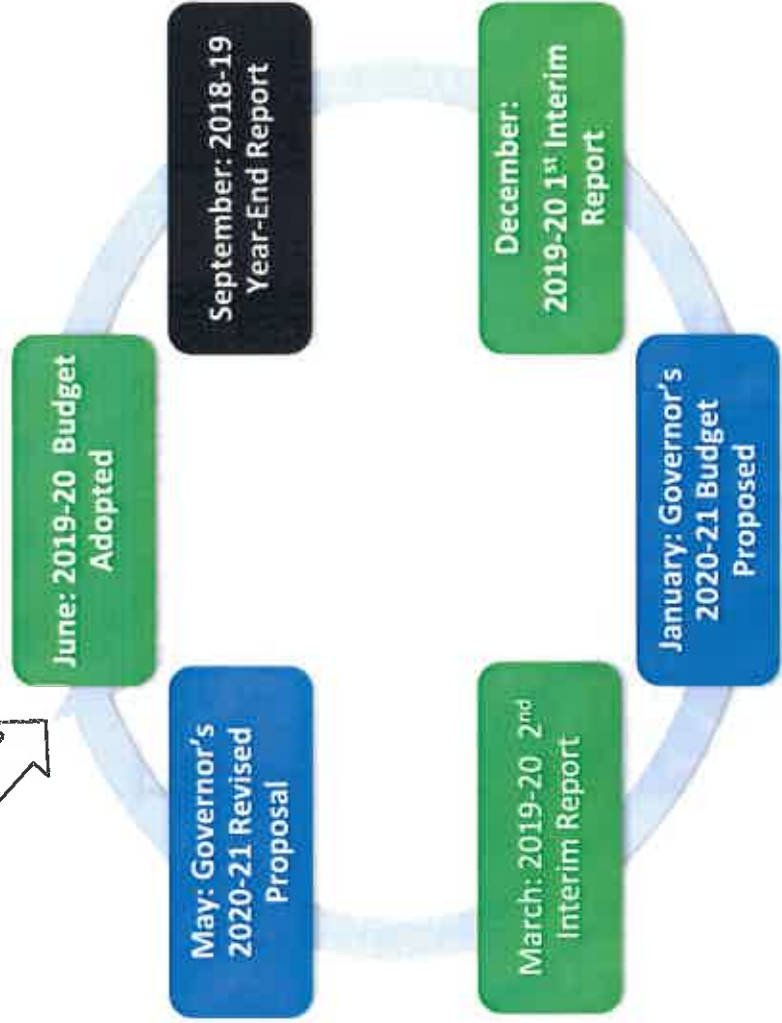 June: 2019-20 Budget
Adopted
September: 2018-19
Year-End Report
December:
2019-20 1st Interim
Report
January: Governor's
2020-21 Budget
Proposed
March: 2019-20 2nd
Interim Report
May: Governor's
2020-21 Revised
Proposal